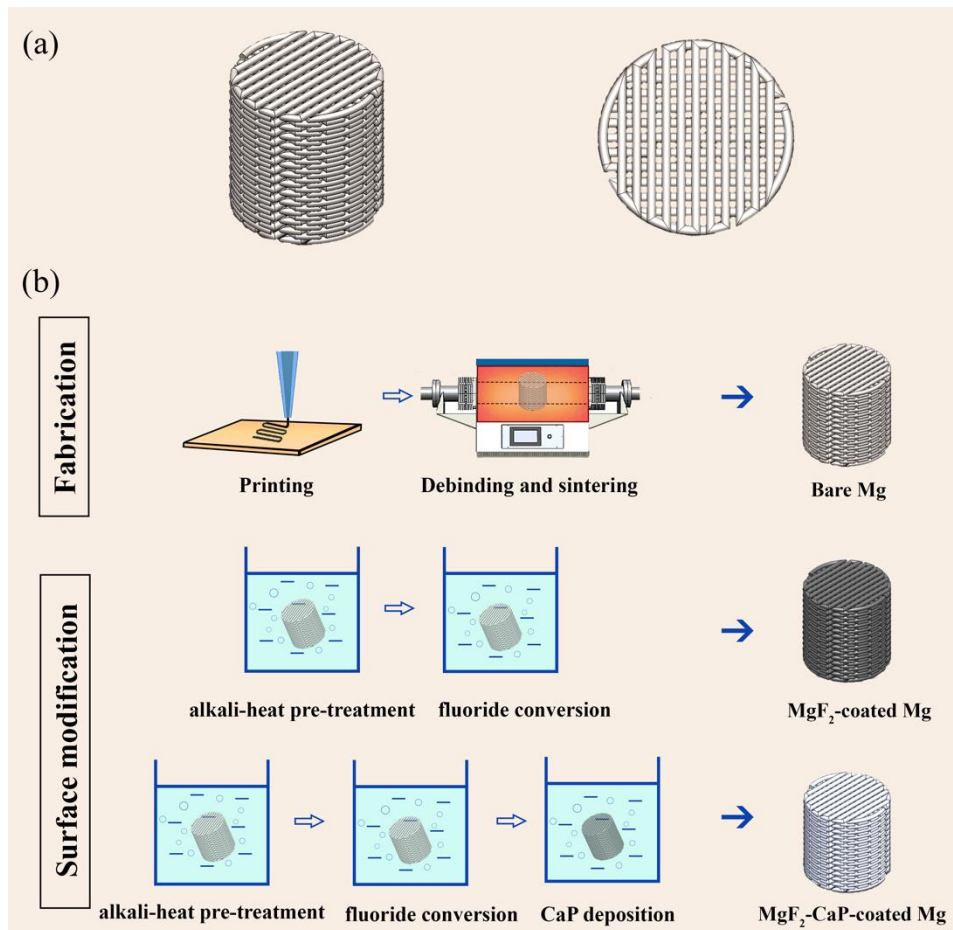 (a)
(b)
Fabrication
Printing
Debinding and sintering
Bare Mg
Surface modification
alkali-heat pre-treatment
fluoride conversion
MgF₂-coated Mg
alkali-heat pre-treatment
fluoride conversion
CaP deposition
MgF₂-CaP-coated Mg